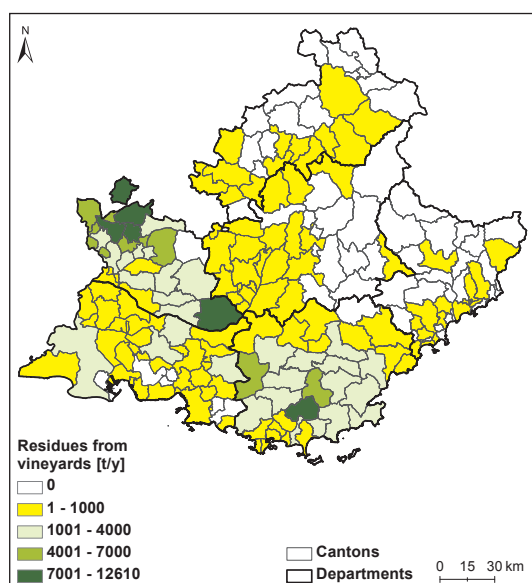 N
Residues from
vineyards [t/y]
0
1 - 1000
1001 - 4000
4001 - 7000
7001 - 12610
Cantons
Departments
0 15 30 km